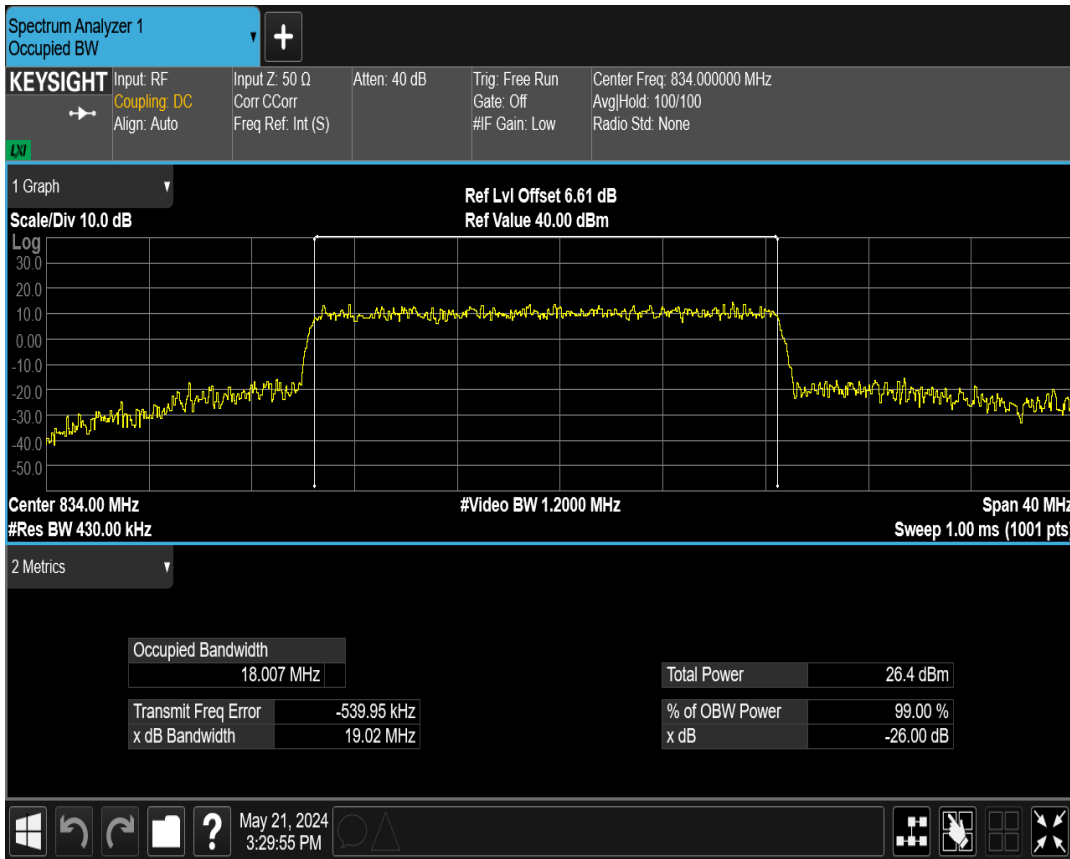 Spectrum Analyzer 1
Occupied BW
+
KEYSIGHT
LXI
Input: RF
Coupling: DC
Align: Auto
Input Z: 50 Ω
Corr CCorr
Freq Ref: Int (S)
Atten: 40 dB
Trig: Free Run
Gate: Off
#IF Gain: Low
Center Freq: 834.000000 MHz
Avg|Hold: 100/100
Radio Std: None
1 Graph
Scale/Div 10.0 dB
Ref Lvl Offset 6.61 dB
Ref Value 40.00 dBm
Log
30.0
20.0
10.0
0.00
-10.0
-20.0
-30.0
-40.0
-50.0
Center 834.00 MHz
#Res BW 430.00 kHz
#Video BW 1.2000 MHz
Span 40 MHz
Sweep 1.00 ms (1001 pts)
2 Metrics
Occupied Bandwidth
18.007 MHz
Transmit Freq Error -539.95 kHz
x dB Bandwidth 19.02 MHz
Total Power 26.4 dBm
% of OBW Power 99.00 %
x dB -26.00 dB
?
May 21, 2024
3:29:55 PM